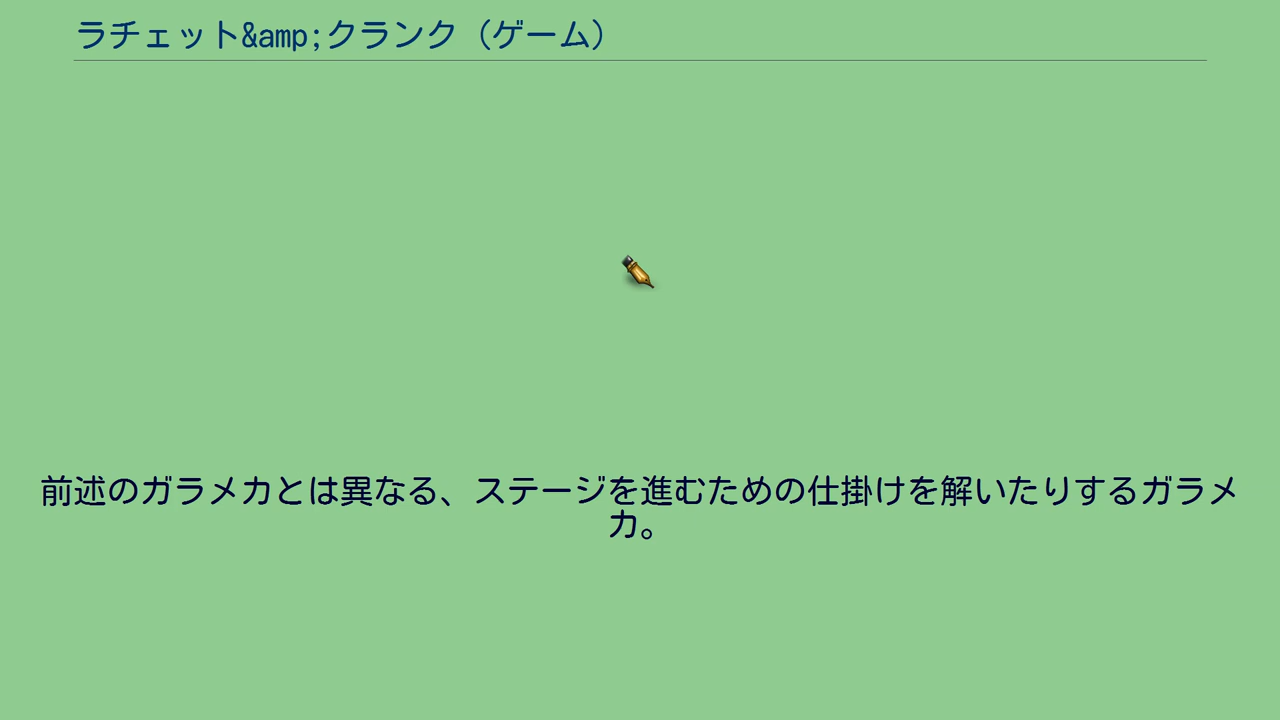 ラチェット&amp;クランク（ゲーム）
前述のガラメカとは異なる、ステージを進むための仕掛けを解いたりするガラメ
カ。